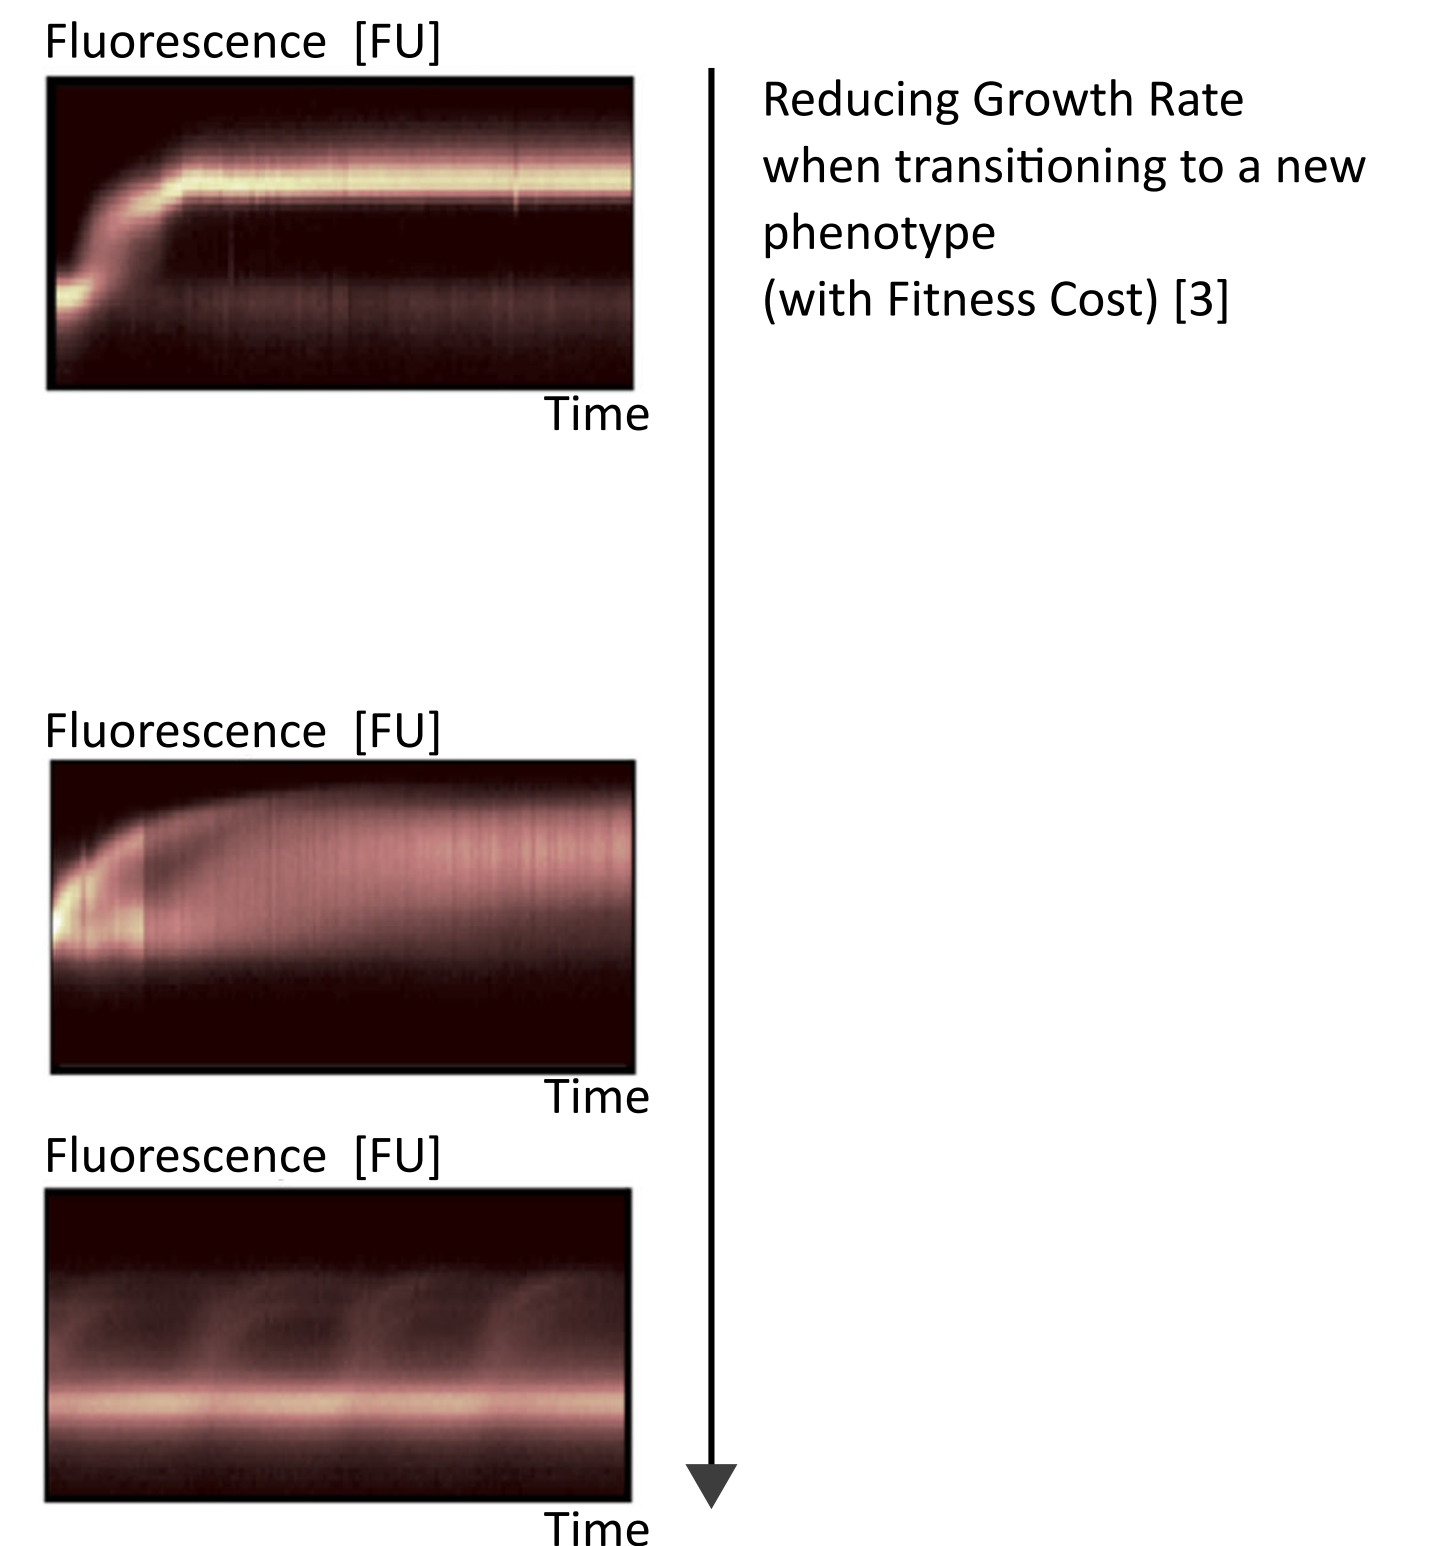 Fluorescence [FU]
Time
Reducing Growth Rate
when transitioning to a new
phenotype
(with Fitness Cost) [3]
Fluorescence [FU]
Time
Fluorescence [FU]
Time